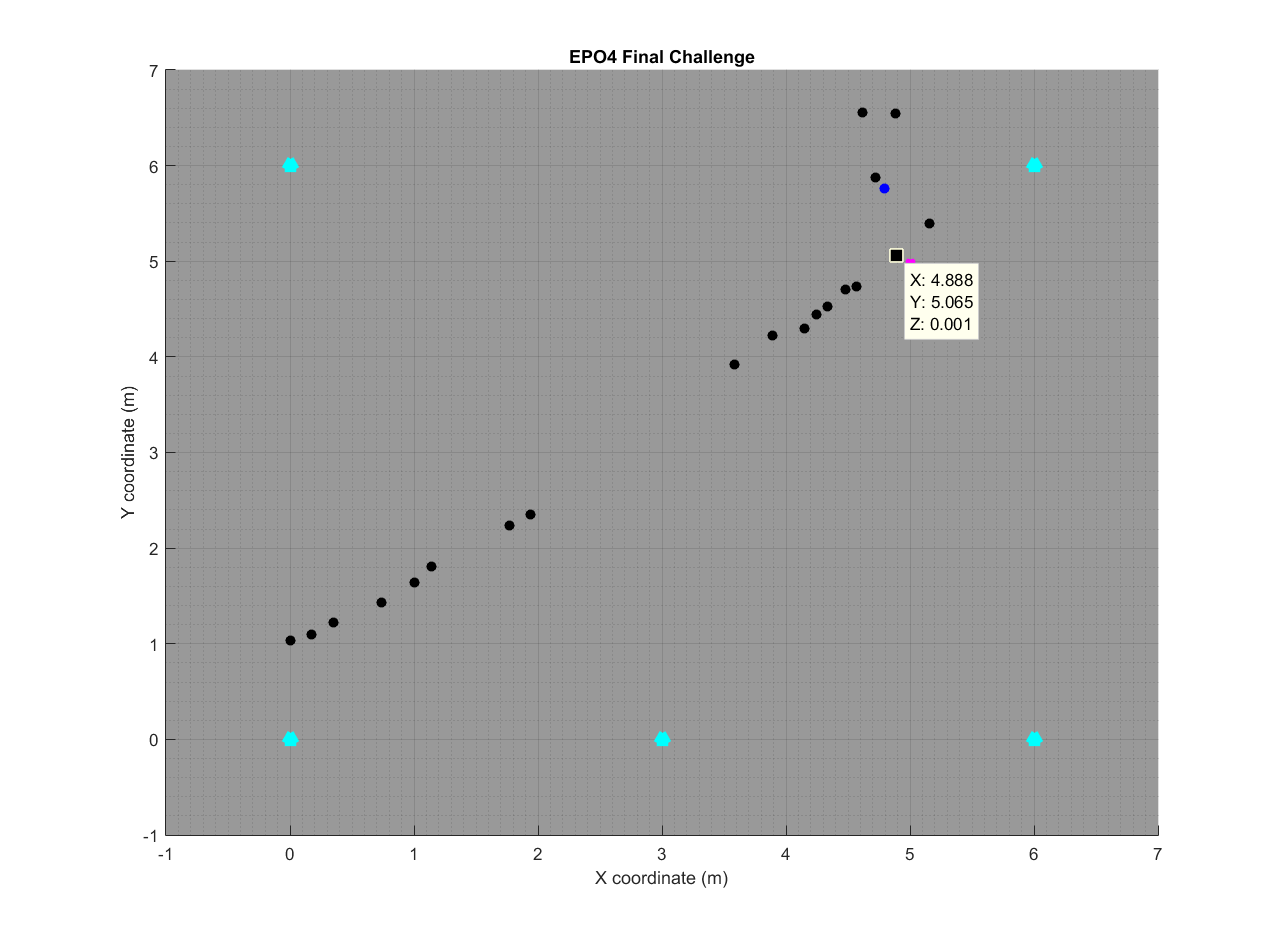 EPO4 Final Challenge
7
6
5
4
3
2
1
0
-1
Y coordinate (m)
X: 4.888
Y: 5.065
Z: 0.001
-1 0 1 2 3 4 5 6 7
X coordinate (m)